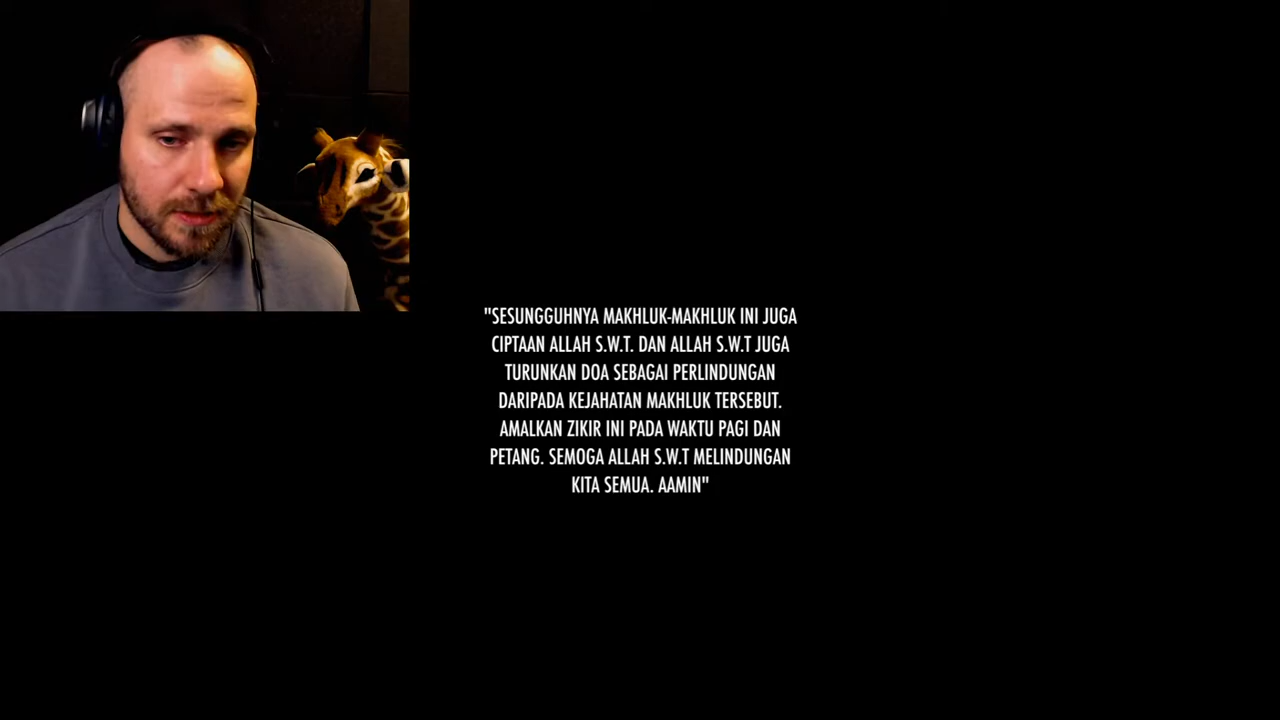 "SESUNGGUHNYA MAKHLUK-MAKHLUK INI JUGA
CIPTAAN ALLAH S.W.T. DAN ALLAH S.W.T JUGA
TURUNKAN DOA SEBAGAI PERLINDUNGAN
DARIPADA KEJAHATAN MAKHLUK TERSEBUT.
AMALKAN ZIKIR INI PADA WAKTU PAGI DAN
PETANG. SEMOGA ALLAH S.W.T MELINDUNGAN
KITA SEMUA. AAMIN"